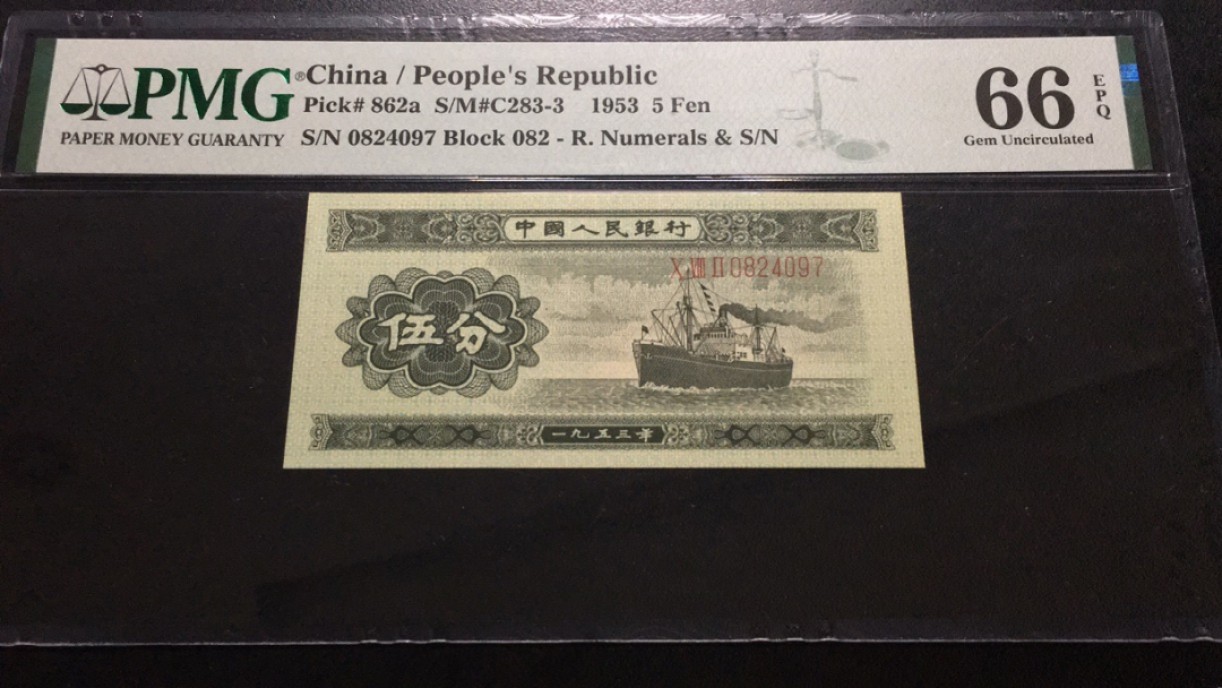 PMG®
PAPER MONEY GUARANTY
China / People's Republic
Pick# 862a S/M#C283-3 1953 5 Fen
S/N 0824097 Block 082 - R. Numerals & S/N
66
EPQ
Gem Uncirculated
中國人民銀行
X VIII II 0824097
伍分
一九五三年